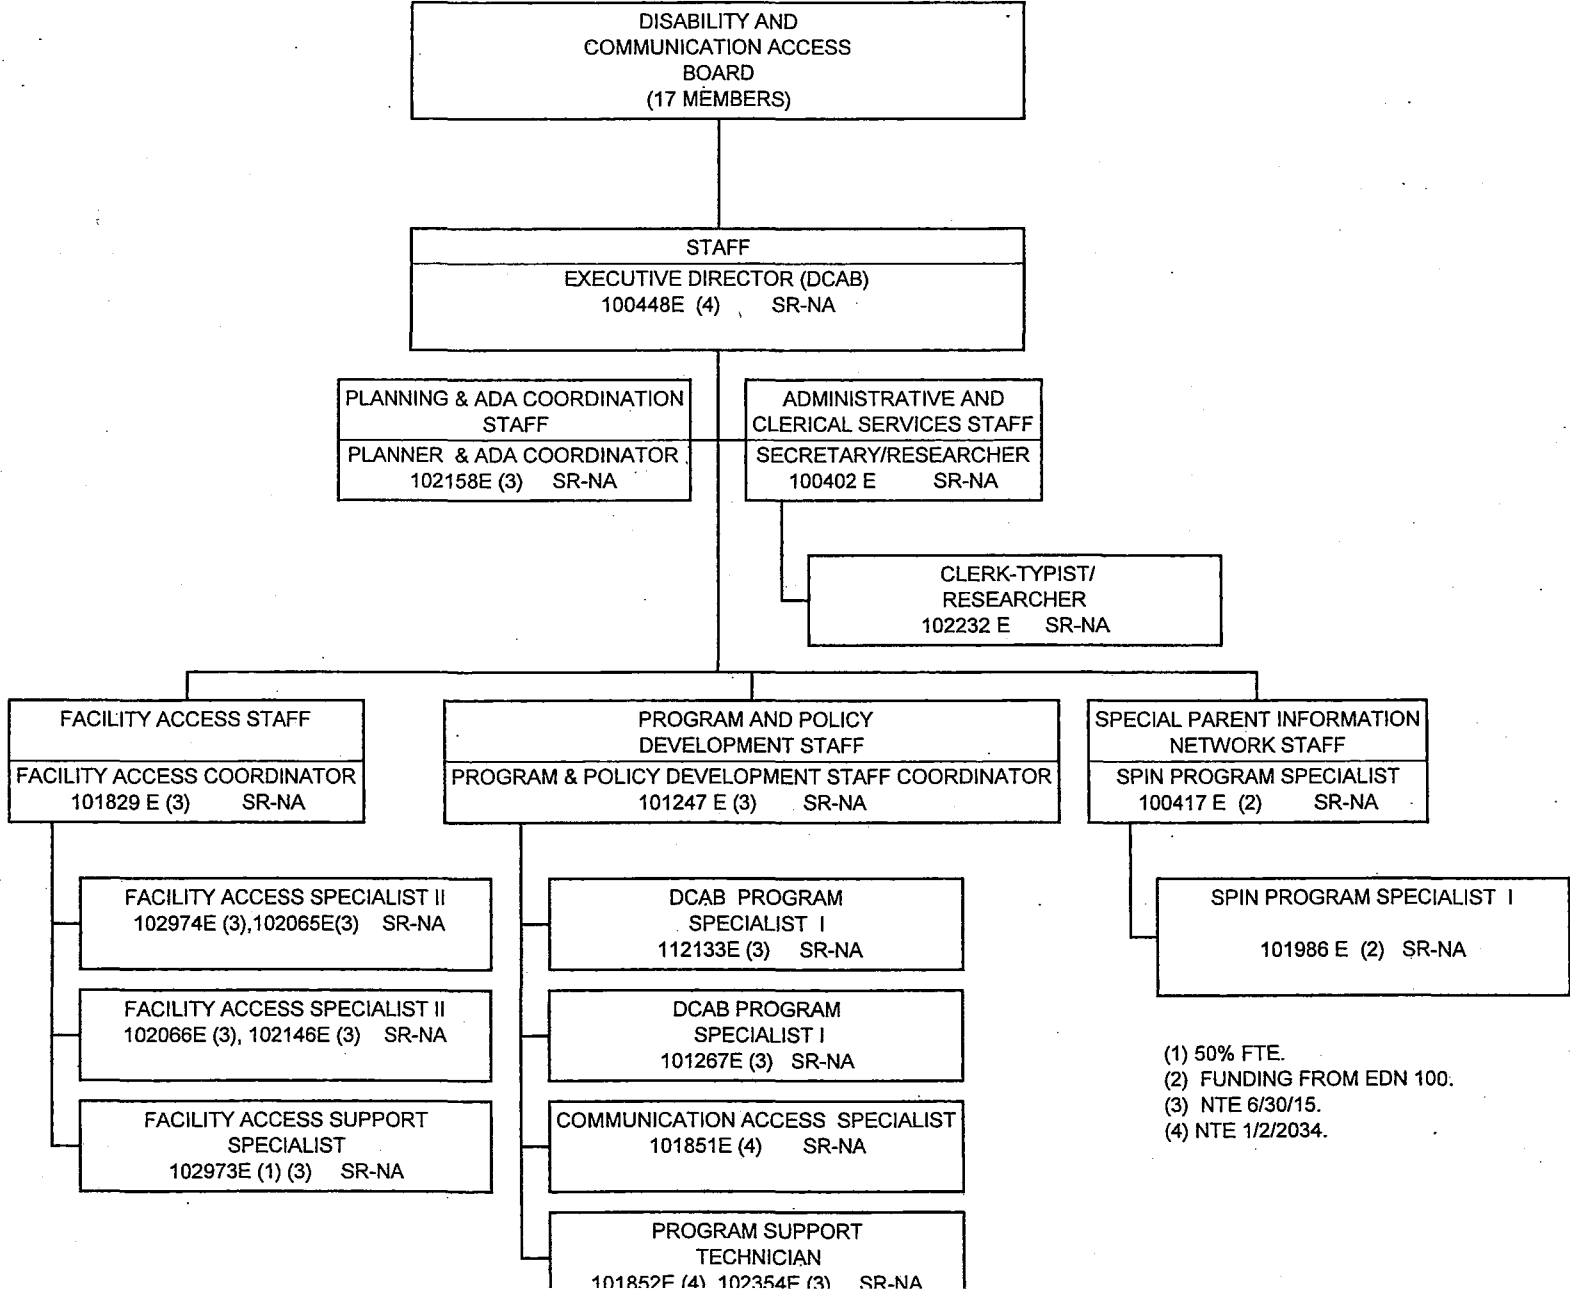 DISABILITY AND
COMMUNICATION ACCESS
BOARD
(17 MEMBERS)
STAFF
EXECUTIVE DIRECTOR (DCAB)
100448E (4) SR-NA
PLANNING & ADA COORDINATION
STAFF
PLANNER & ADA COORDINATOR
102158E (3) SR-NA
ADMINISTRATIVE AND
CLERICAL SERVICES STAFF
SECRETARY/RESEARCHER
100402 E SR-NA
CLERK-TYPIST/
RESEARCHER
102232 E SR-NA
FACILITY ACCESS STAFF
FACILITY ACCESS COORDINATOR
101829 E (3) SR-NA
FACILITY ACCESS SPECIALIST II
102974E (3),102065E(3) SR-NA
FACILITY ACCESS SPECIALIST II
102066E (3), 102146E (3) SR-NA
FACILITY ACCESS SUPPORT
SPECIALIST
102973E (1) (3) SR-NA
PROGRAM AND POLICY
DEVELOPMENT STAFF
PROGRAM & POLICY DEVELOPMENT STAFF COORDINATOR
101247 E (3) SR-NA
DCAB PROGRAM
SPECIALIST I
112133E (3) SR-NA
DCAB PROGRAM
SPECIALIST I
101267E (3) SR-NA
COMMUNICATION ACCESS SPECIALIST
101851E (4) SR-NA
PROGRAM SUPPORT
TECHNICIAN
101852E (4) 102354E (3) SR-NA
SPECIAL PARENT INFORMATION
NETWORK STAFF
SPIN PROGRAM SPECIALIST
100417 E (2) SR-NA
SPIN PROGRAM SPECIALIST I
101986 E (2) SR-NA
(1) 50% FTE.
(2) FUNDING FROM EDN 100.
(3) NTE 6/30/15.
(4) NTE 1/2/2034.